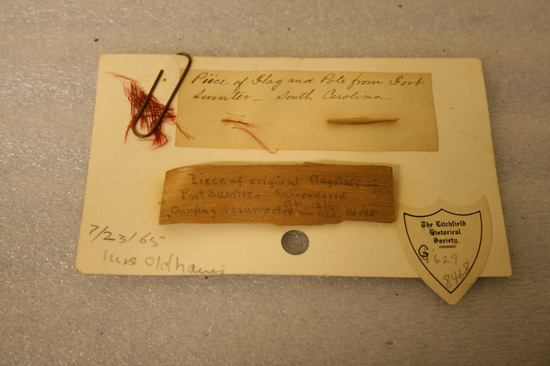 Piece of Flag and Pole from Fort
Sumter - South Carolina -
Piece of original flagstaff of
Fort Sumter - Surrendered
7/23/65
Mrs Oldham
The Litchfield
Historical
Society.
629
8468